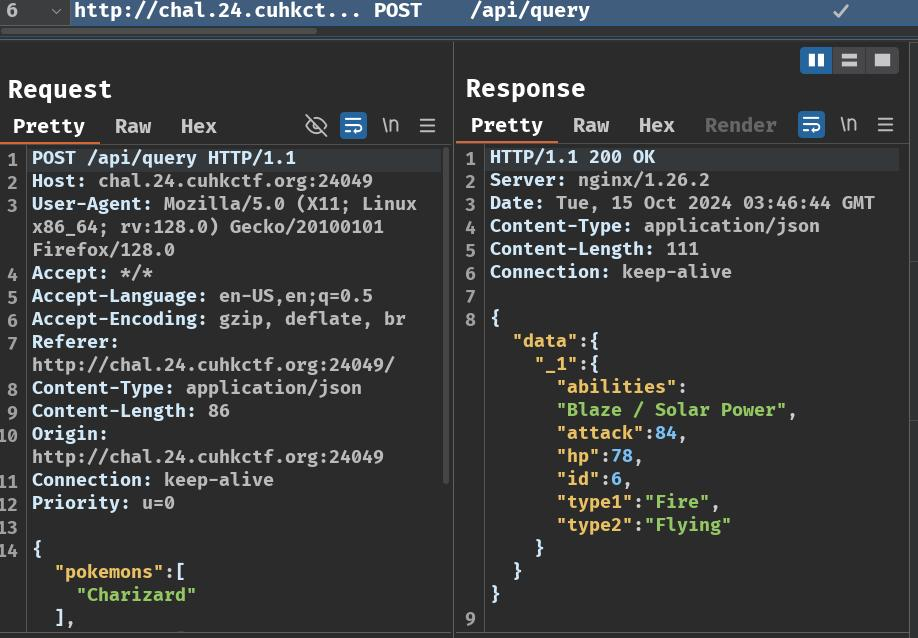 6 http://chal.24.cuhkct... POST /api/query
Request
Pretty Raw Hex \n
1 POST /api/query HTTP/1.1
2 Host: chal.24.cuhkctf.org:24049
3 User-Agent: Mozilla/5.0 (X11; Linux
x86_64; rv:128.0) Gecko/20100101
Firefox/128.0
4 Accept: */*
5 Accept-Language: en-US,en;q=0.5
6 Accept-Encoding: gzip, deflate, br
7 Referer:
http://chal.24.cuhkctf.org:24049/
8 Content-Type: application/json
9 Content-Length: 86
10 Origin:
http://chal.24.cuhkctf.org:24049
11 Connection: keep-alive
12 Priority: u=0
13
14 {
"pokemons":[
"Charizard"
],
Response
Pretty Raw Hex Render \n
1 HTTP/1.1 200 OK
2 Server: nginx/1.26.2
3 Date: Tue, 15 Oct 2024 03:46:44 GMT
4 Content-Type: application/json
5 Content-Length: 111
6 Connection: keep-alive
7
8 {
"data":{
"_1":{
"abilities":
"Blaze / Solar Power",
"attack":84,
"hp":78,
"id":6,
"type1":"Fire",
"type2":"Flying"
}
}
}
9